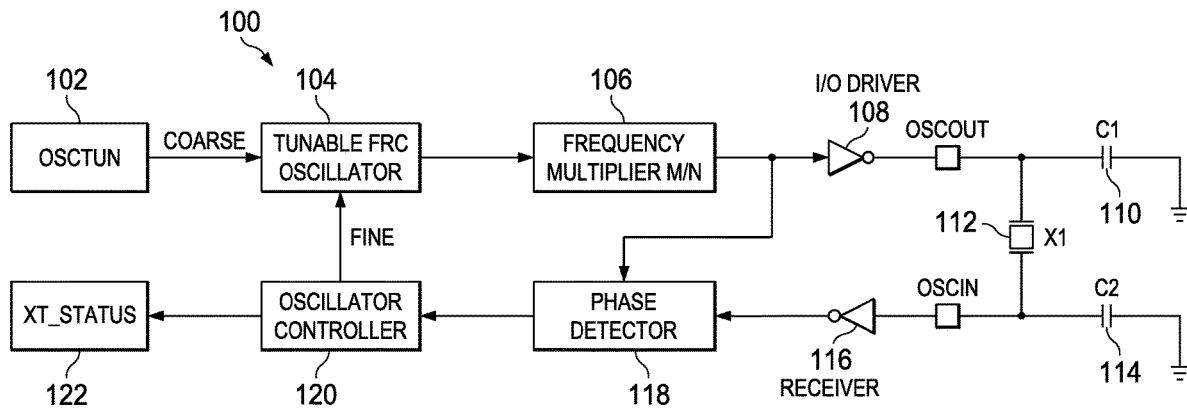 100
102
104
106
I/O DRIVER
108
OSCOUT
C1
OSCTUN
COARSE
TUNABLE FRC
OSCILLATOR
FREQUENCY
MULTIPLIER M/N
110
112
X1
FINE
XT_STATUS
OSCILLATOR
CONTROLLER
PHASE
DETECTOR
OSCIN
C2
122
120
118
116
RECEIVER
114